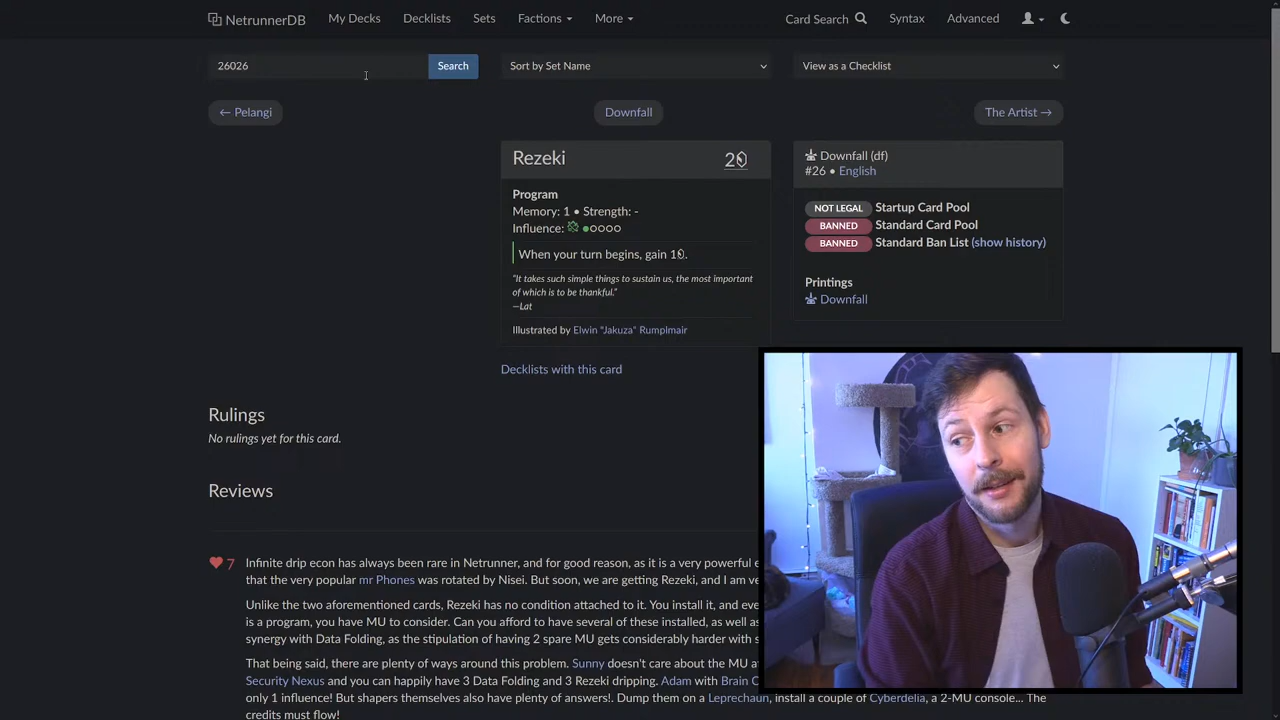 NetrunnerDB My Decks Decklists Sets Factions More Card Search Syntax Advanced
26026 Search Sort by Set Name View as a Checklist
← Pelangi Downfall The Artist →
Rezeki 2
Program
Memory: 1 • Strength: -
Influence:
When your turn begins, gain 1.
“It takes such simple things to sustain us, the most important
of which is to be thankful.”
—Lat
Illustrated by Elwin "Jakuza" Rumplmair
Downfall (df)
#26 • English
NOT LEGAL Startup Card Pool
BANNED Standard Card Pool
BANNED Standard Ban List (show history)
Printings
Downfall
Decklists with this card
Rulings
No rulings yet for this card.
Reviews
7 Infinite drip econ has always been rare in Netrunner, and for good reason, as it is a very powerful
that the very popular mr Phones was rotated by Nisei. But soon, we are getting Rezeki, and I am
Unlike the two aforementioned cards, Rezeki has no condition attached to it. You install it, and
is a program, you have MU to consider. Can you afford to have several of these installed, as well as
synergy with Data Folding, as the stipulation of having 2 spare MU gets considerably harder with
That being said, there are plenty of ways around this problem. Sunny doesn't care about the MU
Security Nexus and you can happily have 3 Data Folding and 3 Rezeki dripping. Adam with Brain
only 1 influence! But shapers themselves also have plenty of answers!. Dump them on a Leprechaun, install a couple of Cyberdelia, a 2-MU console... The
credits must flow!